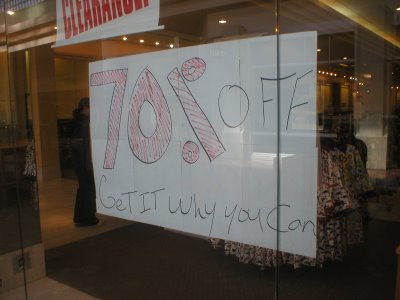 CLEARANCE
70% OFF
GeT IT Why you Can